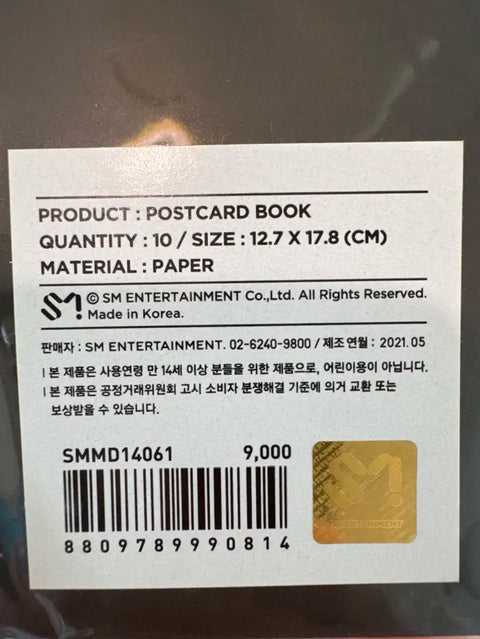 PRODUCT : POSTCARD BOOK
QUANTITY : 10 / SIZE : 12.7 X 17.8 (CM)
MATERIAL : PAPER
SM! © SM ENTERTAINMENT Co.,Ltd. All Rights Reserved.
Made in Korea.
판매자 : SM ENTERTAINMENT. 02-6240-9800 / 제조 연월 : 2021. 05
| 본 제품은 사용연령 만 14세 이상 분들을 위한 제품으로, 어린이용이 아닙니다.
| 본 제품은 공정거래위원회 고시 소비자 분쟁해결 기준에 의거 교환 또는
보상받을 수 있습니다.
SMMD14061 9,000
8809789990814
SM!
ENTERTAINMENT